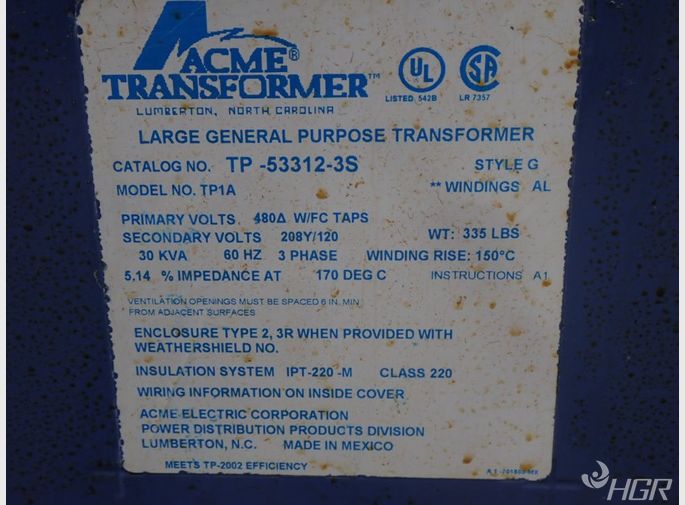 ACME®
TRANSFORMER™
LUMBERTON, NORTH CAROLINA
UL
LISTED 542B
SA
LR 7357
LARGE GENERAL PURPOSE TRANSFORMER
CATALOG NO. TP -53312-3S STYLE G
MODEL NO. TP1A ** WINDINGS AL
PRIMARY VOLTS 480Δ W/FC TAPS
SECONDARY VOLTS 208Y/120 WT: 335 LBS
30 KVA 60 HZ 3 PHASE WINDING RISE: 150°C
5.14 % IMPEDANCE AT 170 DEG C INSTRUCTIONS A1
VENTILATION OPENINGS MUST BE SPACED 6 IN. MIN
FROM ADJACENT SURFACES
ENCLOSURE TYPE 2, 3R WHEN PROVIDED WITH
WEATHERSHIELD NO.
INSULATION SYSTEM IPT-220 -M CLASS 220
WIRING INFORMATION ON INSIDE COVER
ACME ELECTRIC CORPORATION
POWER DISTRIBUTION PRODUCTS DIVISION
LUMBERTON, N.C. MADE IN MEXICO
MEETS TP-2002 EFFICIENCY
HGR